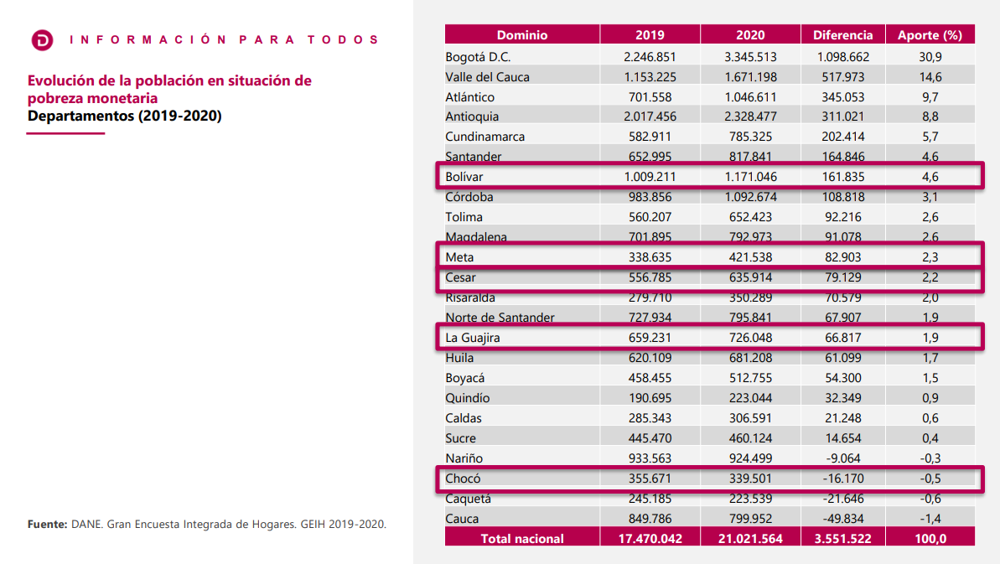 D INFORMACIÓN PARA TODOS
Evolución de la población en situación de
pobreza monetaria
Departamentos (2019-2020)
Dominio 2019 2020 Diferencia Aporte (%)
Bogotá D.C. 2.246.851 3.345.513 1.098.662 30,9
Valle del Cauca 1.153.225 1.671.198 517.973 14,6
Atlántico 701.558 1.046.611 345.053 9,7
Antioquia 2.017.456 2.328.477 311.021 8,8
Cundinamarca 582.911 785.325 202.414 5,7
Santander 652.995 817.841 164.846 4,6
Bolívar 1.009.211 1.171.046 161.835 4,6
Córdoba 983.856 1.092.674 108.818 3,1
Tolima 560.207 652.423 92.216 2,6
Magdalena 701.895 792.973 91.078 2,6
Meta 338.635 421.538 82.903 2,3
Cesar 556.785 635.914 79.129 2,2
Risaralda 279.710 350.289 70.579 2,0
Norte de Santander 727.934 795.841 67.907 1,9
La Guajira 659.231 726.048 66.817 1,9
Huila 620.109 681.208 61.099 1,7
Boyacá 458.455 512.755 54.300 1,5
Quindío 190.695 223.044 32.349 0,9
Caldas 285.343 306.591 21.248 0,6
Sucre 445.470 460.124 14.654 0,4
Nariño 933.563 924.499 -9.064 -0,3
Chocó 355.671 339.501 -16.170 -0,5
Caquetá 245.185 223.539 -21.646 -0,6
Cauca 849.786 799.952 -49.834 -1,4
Total nacional 17.470.042 21.021.564 3.551.522 100,0
Fuente: DANE. Gran Encuesta Integrada de Hogares. GEIH 2019-2020.